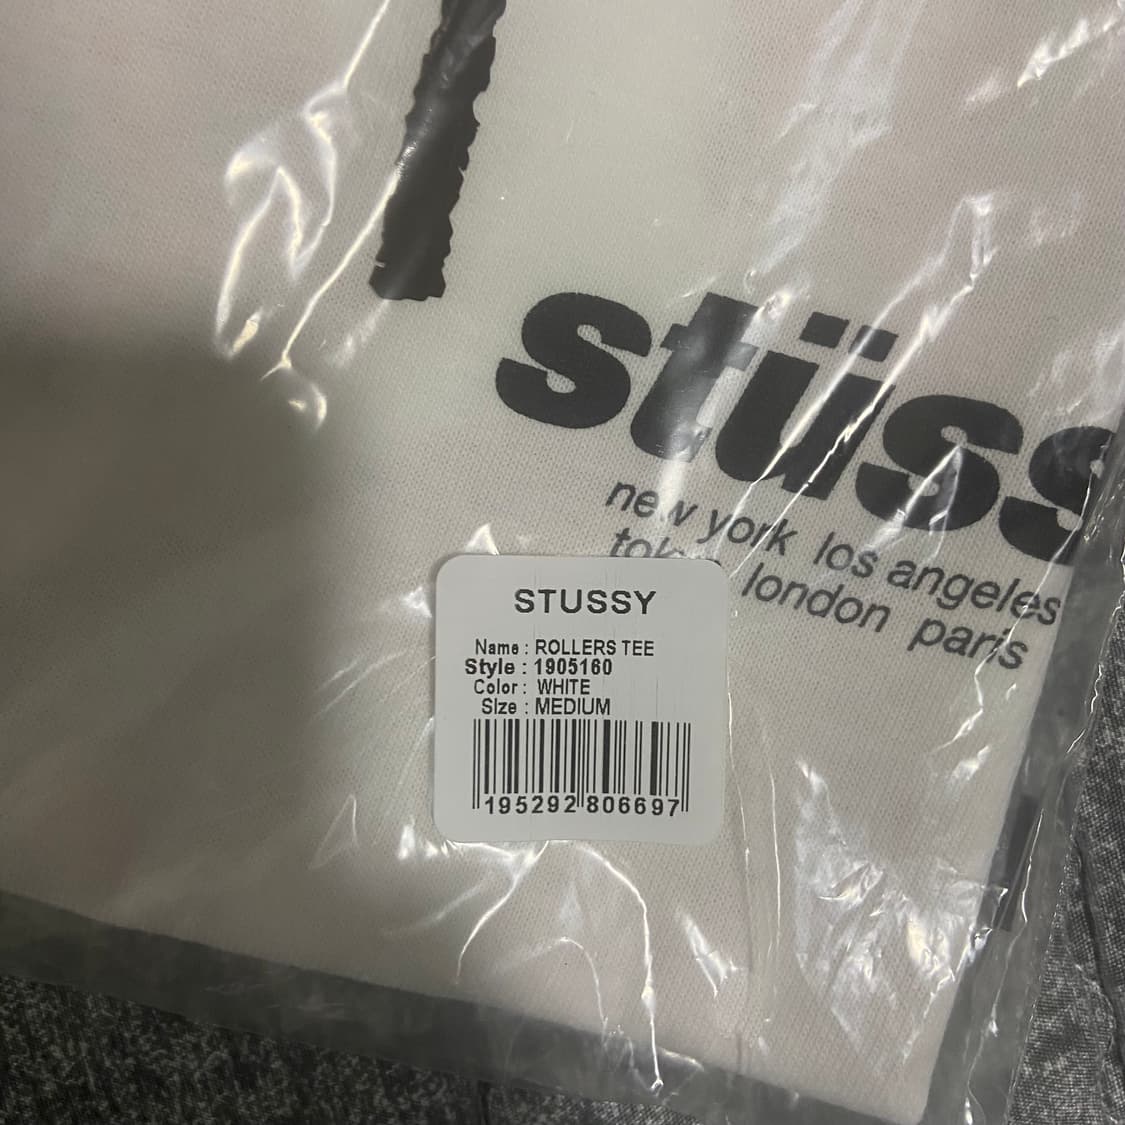 stüss
new york los angeles
london paris
STUSSY
Name : ROLLERS TEE
Style : 1905160
Color : WHITE
Size : MEDIUM
195292 806697